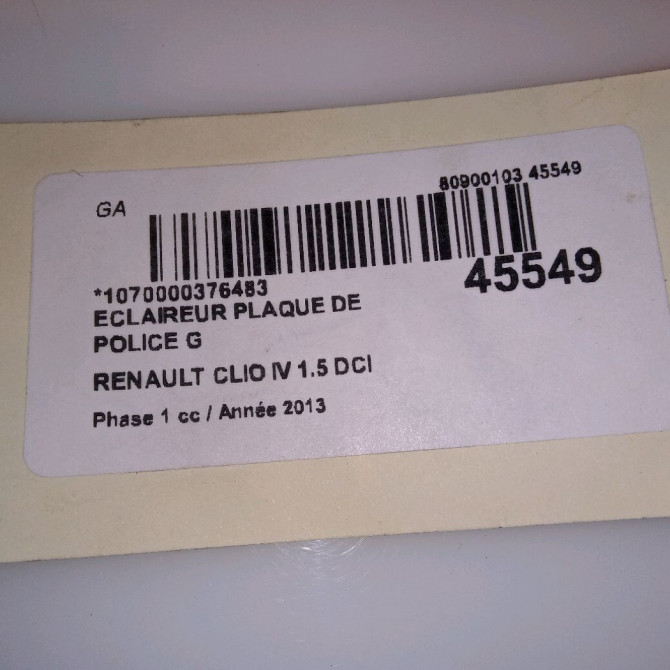 80900103 45549
GA
45549
*1070000376483
ECLAIREUR PLAQUE DE
POLICE G
RENAULT CLIO IV 1.5 DCI
Phase 1 cc / Année 2013